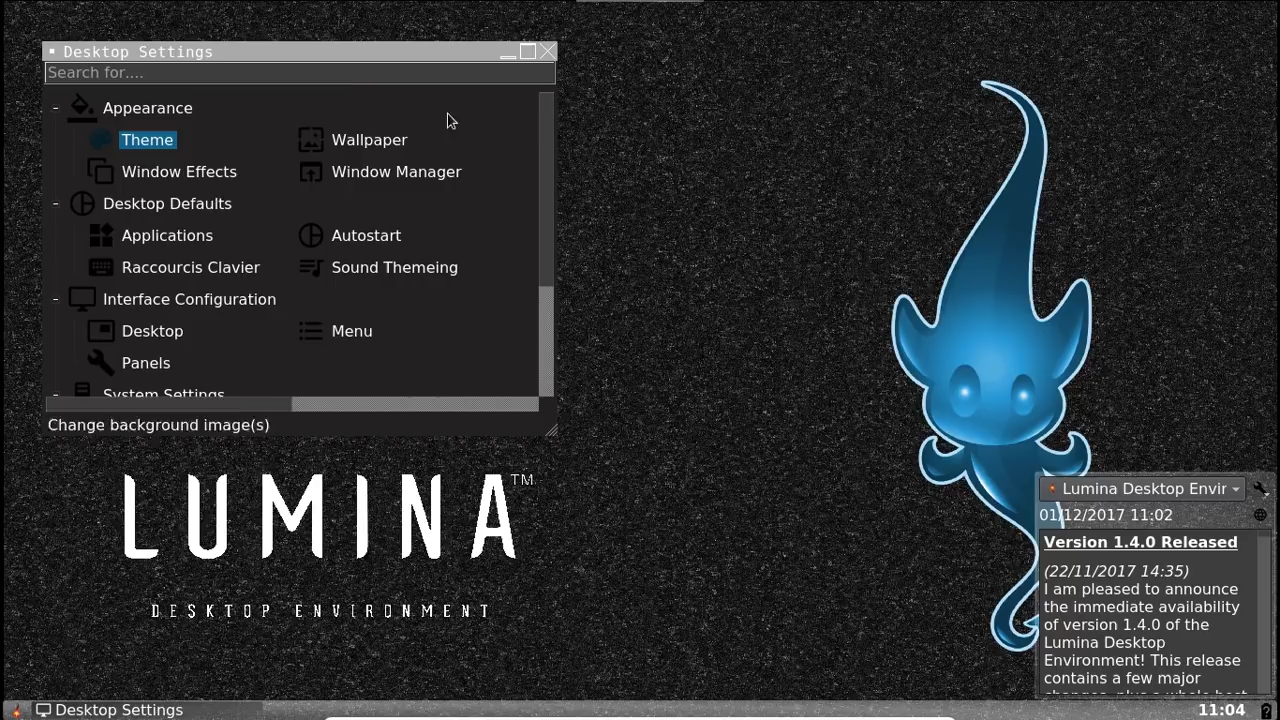 Desktop Settings
Search for....
Appearance
Theme Wallpaper
Window Effects Window Manager
Desktop Defaults
Applications Autostart
Raccourcis Clavier Sound Themeing
Interface Configuration
Desktop Menu
Panels
System Settings
Change background image(s)
LUMINA™
DESKTOP ENVIRONMENT
Lumina Desktop Envir
01/12/2017 11:02
Version 1.4.0 Released
(22/11/2017 14:35)
I am pleased to announce
the immediate availability
of version 1.4.0 of the
Lumina Desktop
Environment! This release
contains a few major
Desktop Settings
11:04